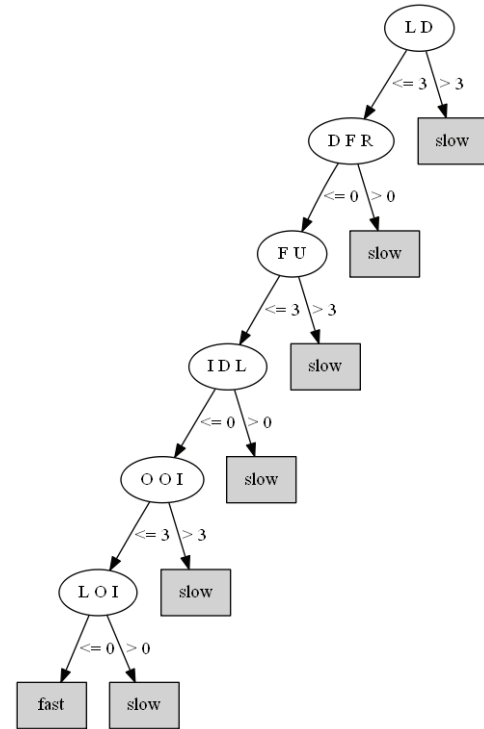 L D
<= 3 > 3
D F R
slow
<= 0 > 0
F U
slow
<= 3 > 3
I D L
slow
<= 0 > 0
O O I
slow
<= 3 > 3
L O I
slow
<= 0 > 0
fast
slow